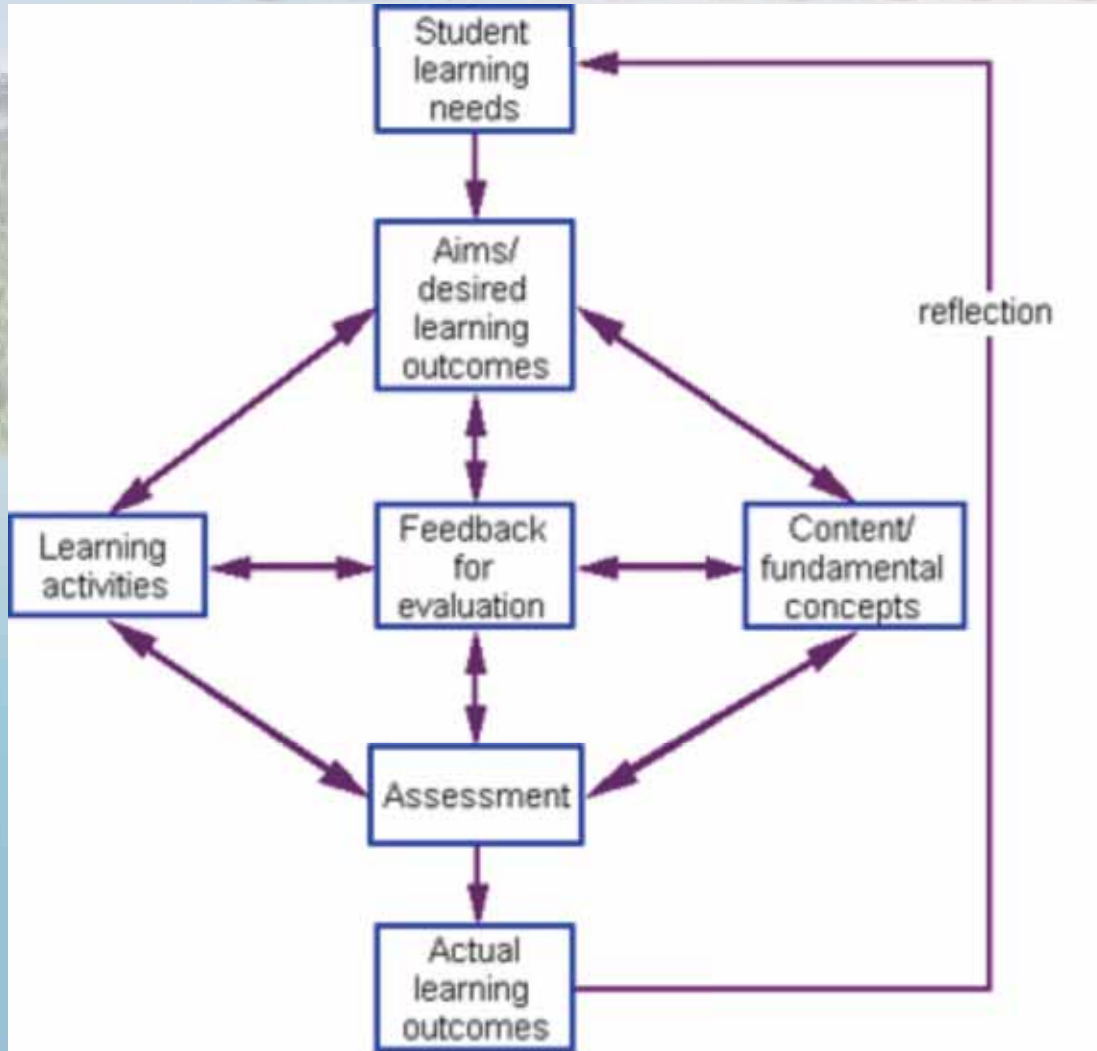 Student
learning
needs
Aims/
desired
learning
outcomes
reflection
Learning
activities
Feedback
for
evaluation
Content/
fundamental
concepts
Assessment
Actual
learning
outcomes